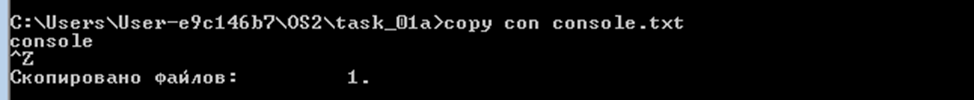 C:\Users\User-e9c146b7\OS2\task_01a>copy con console.txt
console
^Z
Скопировано файлов:         1.